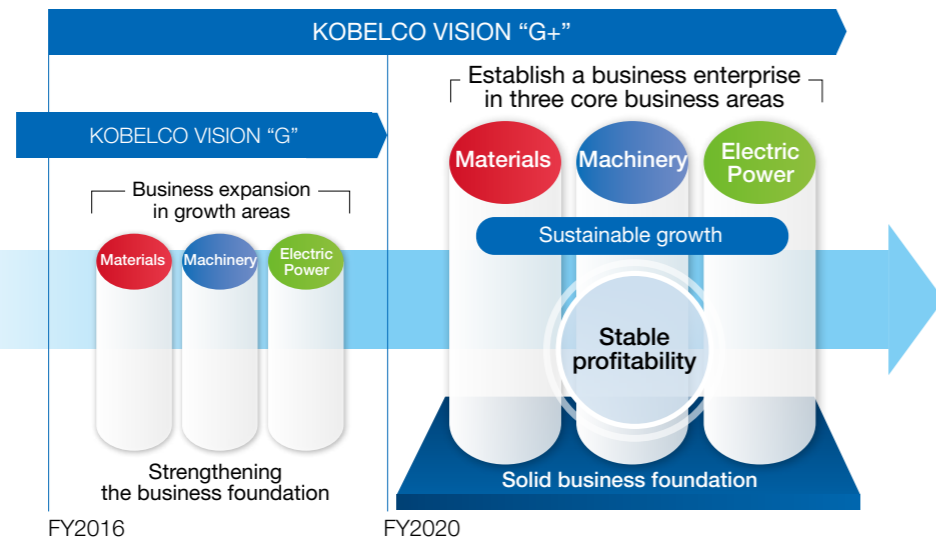 KOBELCO VISION “G+”
KOBELCO VISION “G”
Business expansion
in growth areas
Materials
Machinery
Electric
Power
Strengthening
the business foundation
FY2016
Establish a business enterprise
in three core business areas
Materials
Machinery
Electric
Power
Sustainable growth
Stable
profitability
Solid business foundation
FY2020